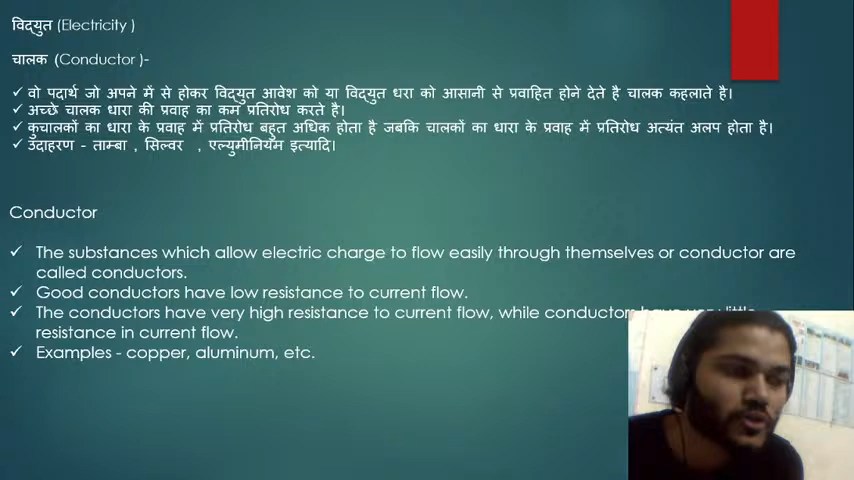 विद्युत (Electricity )
चालक (Conductor )-
✓ वो पदार्थ जो अपने में से होकर विद्युत आवेश को या विद्युत धरा को आसानी से प्रवाहित होने देते है चालक कहलाते है।
✓ अच्छे चालक धारा की प्रवाह का कम प्रतिरोध करते है।
✓ कुचालकों का धारा के प्रवाह में प्रतिरोध बहुत अधिक होता है जबकि चालकों का धारा के प्रवाह में प्रतिरोध अत्यंत अलप होता है।
✓ उदाहरण - ताम्बा , सिल्वर , एल्युमीनियम इत्यादि।
Conductor
✓ The substances which allow electric charge to flow easily through themselves or conductor are
called conductors.
✓ Good conductors have low resistance to current flow.
✓ The conductors have very high resistance to current flow, while conductors have very little
resistance in current flow.
✓ Examples - copper, aluminum, etc.